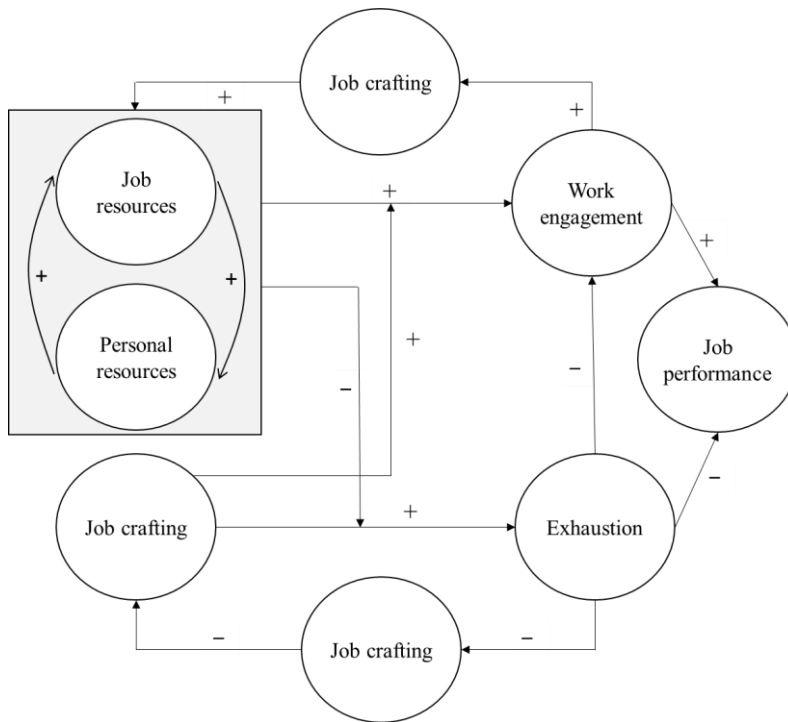 Job crafting
+
+
Job
resources
+
Work
engagement
+
+
+
+
Personal
resources
−
−
Job
performance
Job crafting
+
Exhaustion
−
−
−
Job crafting